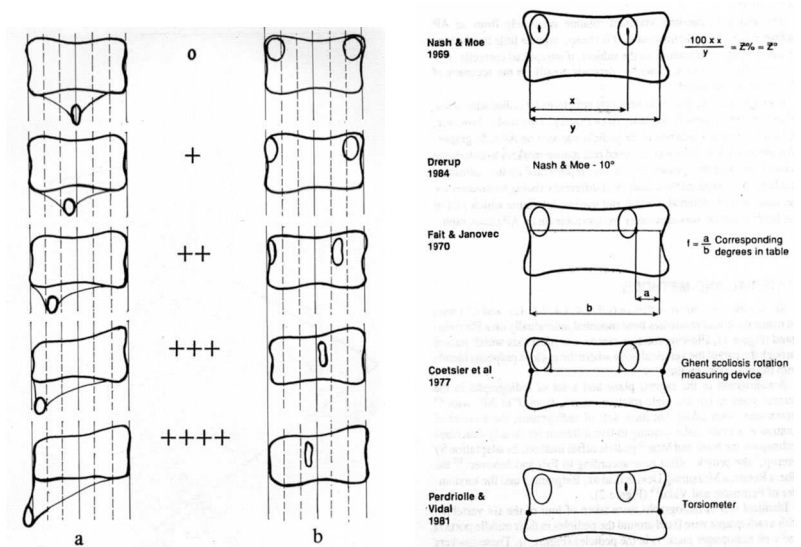 0
+
++
+++
++++
a b
Nash & Moe
1969
100 x x
y
= Z% = Z°
x
y
Drerup
1984
Nash & Moe - 10°
Fait & Janovec
1970
f = a
b
Corresponding
degrees in table
a
b
Coetsier et al
1977
Ghent scoliosis rotation
measuring device
Perdriolle &
Vidal
1981
Torsiometer